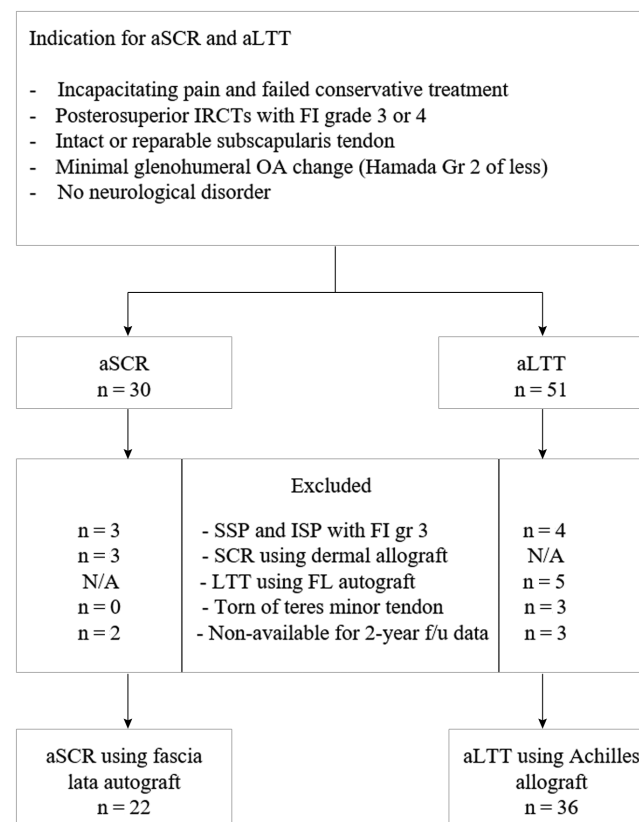 Indication for aSCR and aLTT
- Incapacitating pain and failed conservative treatment
- Posterosuperior IRCTs with FI grade 3 or 4
- Intact or reparable subscapularis tendon
- Minimal glenohumeral OA change (Hamada Gr 2 of less)
- No neurological disorder
aSCR
n = 30
aLTT
n = 51
Excluded
n = 3 - SSP and ISP with FI gr 3 n = 4
n = 3 - SCR using dermal allograft N/A
N/A - LTT using FL autograft n = 5
n = 0 - Torn of teres minor tendon n = 3
n = 2 - Non-available for 2-year f/u data n = 3
aSCR using fascia
lata autograft
n = 22
aLTT using Achilles
allograft
n = 36